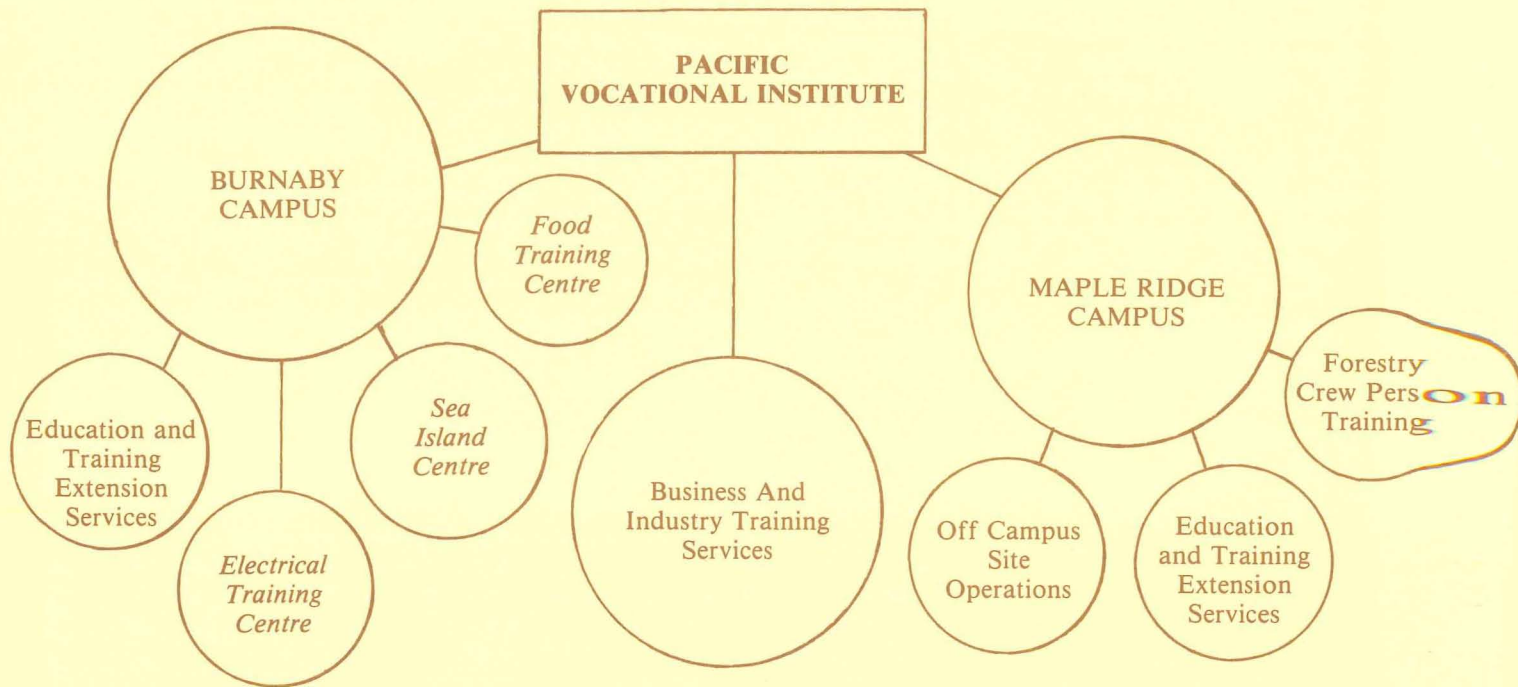 PACIFIC
VOCATIONAL INSTITUTE
BURNABY
CAMPUS
Food
Training
Centre
Education and
Training
Extension
Services
Electrical
Training
Centre
Sea
Island
Centre
Business And
Industry Training
Services
MAPLE RIDGE
CAMPUS
Off Campus
Site
Operations
Education
and Training
Extension
Services
Forestry
Crew Person
Training